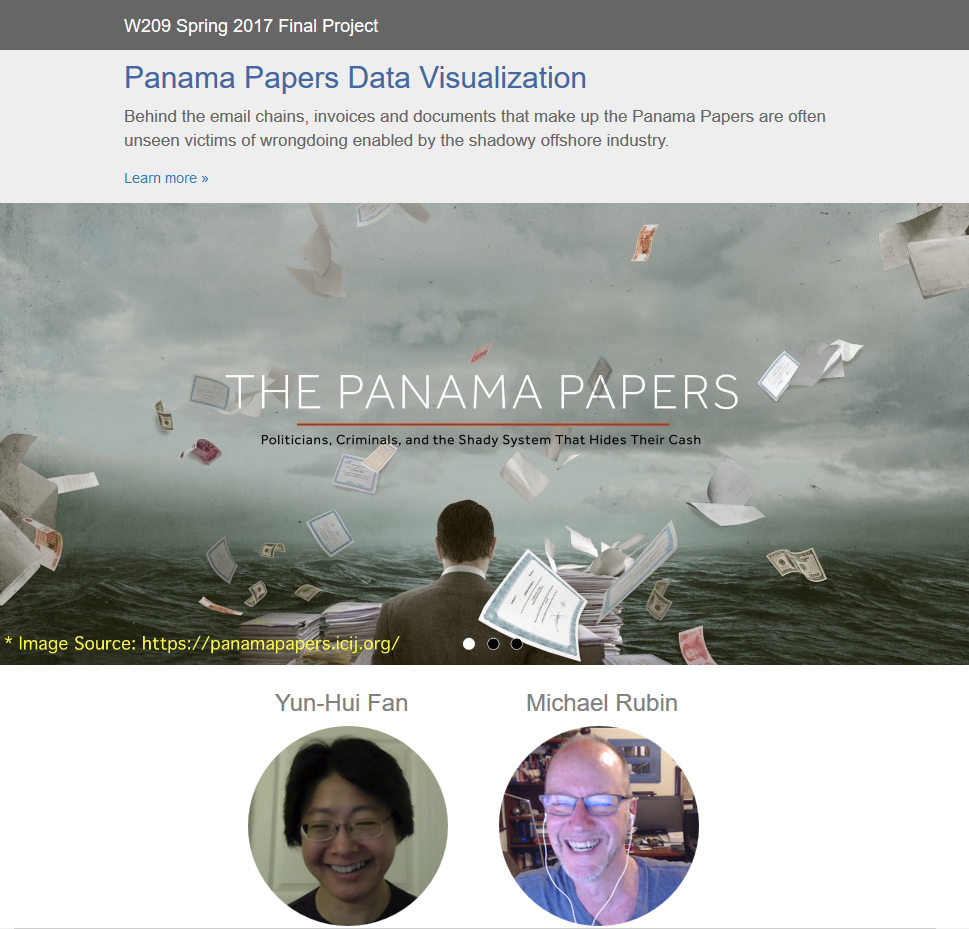 W209 Spring 2017 Final Project
Panama Papers Data Visualization
Behind the email chains, invoices and documents that make up the Panama Papers are often
unseen victims of wrongdoing enabled by the shadowy offshore industry.
Learn more »
THE PANAMA PAPERS
Politicians, Criminals, and the Shady System That Hides Their Cash
* Image Source: https://panamapapers.icij.org/
Yun-Hui Fan
Michael Rubin